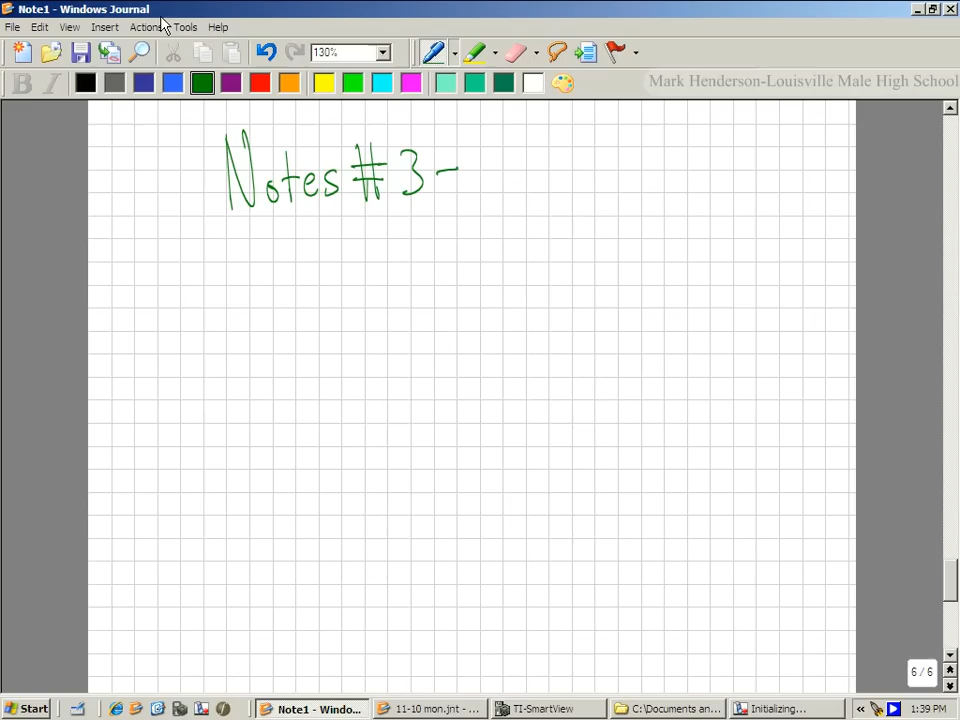 Note1 - Windows Journal
File Edit View Insert Actions Tools Help
130%
B I
Mark Henderson-Louisville Male High School
Notes # 3 -
6 / 6
Start Note1 - Windo... 11-10 mon.jnt - ... TI-SmartView C:\Documents an... Initializing... « 1:39 PM